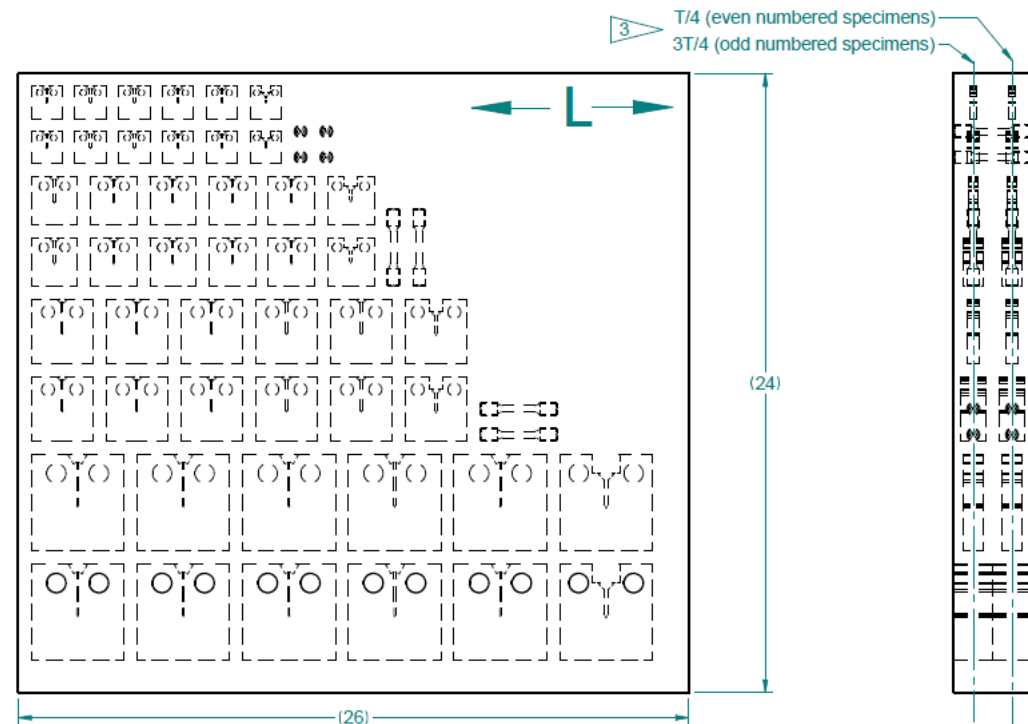 T/4 (even numbered specimens)
3
3T/4 (odd numbered specimens)
L
(24)
(26)